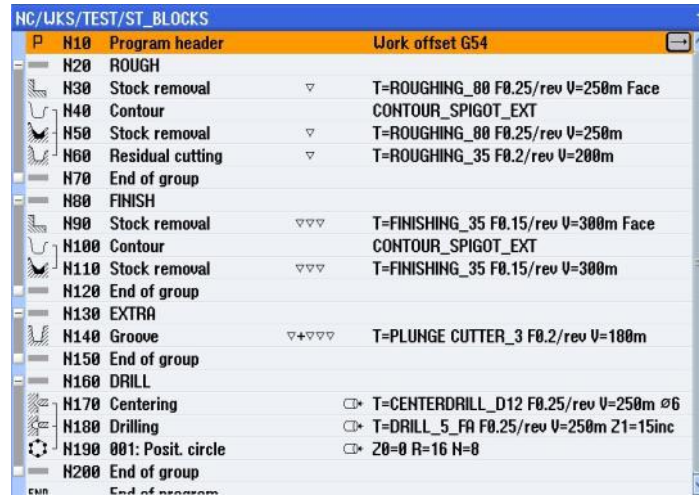 NC/WKS/TEST/ST_BLOCKS
P N10 Program header Work offset G54
N20 ROUGH
N30 Stock removal ▽ T=ROUGHING_80 F0.25/rev V=250m Face
N40 Contour CONTOUR_SPIGOT_EXT
N50 Stock removal ▽ T=ROUGHING_80 F0.25/rev V=250m
N60 Residual cutting ▽ T=ROUGHING_35 F0.2/rev V=200m
N70 End of group
N80 FINISH
N90 Stock removal ▽▽▽ T=FINISHING_35 F0.15/rev V=300m Face
N100 Contour CONTOUR_SPIGOT_EXT
N110 Stock removal ▽▽▽ T=FINISHING_35 F0.15/rev V=300m
N120 End of group
N130 EXTRA
N140 Groove ▽+▽▽▽ T=PLUNGE CUTTER_3 F0.2/rev V=180m
N150 End of group
N160 DRILL
N170 Centering T=CENTERDRILL_D12 F0.25/rev V=250m ⌀6
N180 Drilling T=DRILL_5_FA F0.25/rev V=250m Z1=15inc
N190 001: Posit. circle Z0=0 R=16 N=8
N200 End of group
END End of program